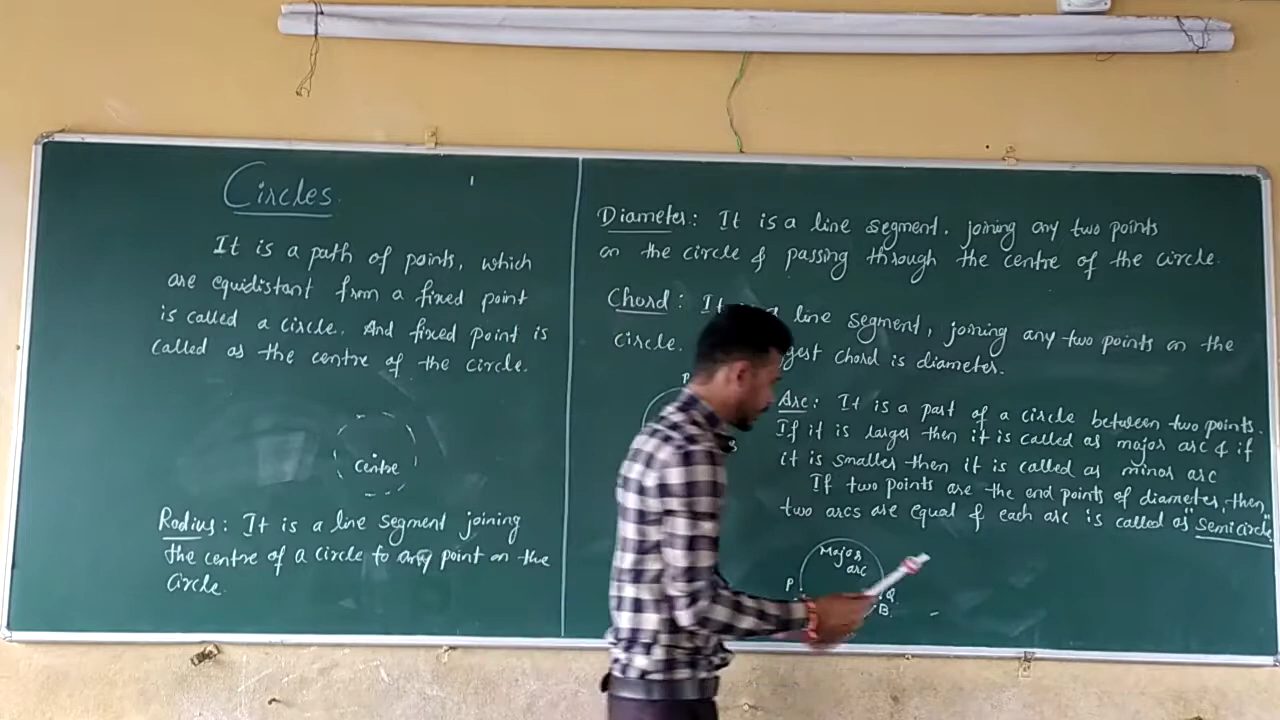 Circles.
It is a path of points, which
are equidistant from a fixed point
is called a circle. And fixed point is
called as the centre of the circle.
Centre
Radius: It is a line segment joining
the centre of a circle to any point on the
circle.
Diameter: It is a line segment, joining any two points
on the circle & passing through the centre of the circle.
Chord: It line segment, joining any two points on the
circle. chord is diameter.
Arc: It is a part of a circle between two points.
If it is larger then it is called as major arc & if
it is smaller then it is called as minor arc
If two points are the end points of diameter, then
two arcs are equal & each arc is called as "Semicircle"
Major
arc
P
Q.
B.